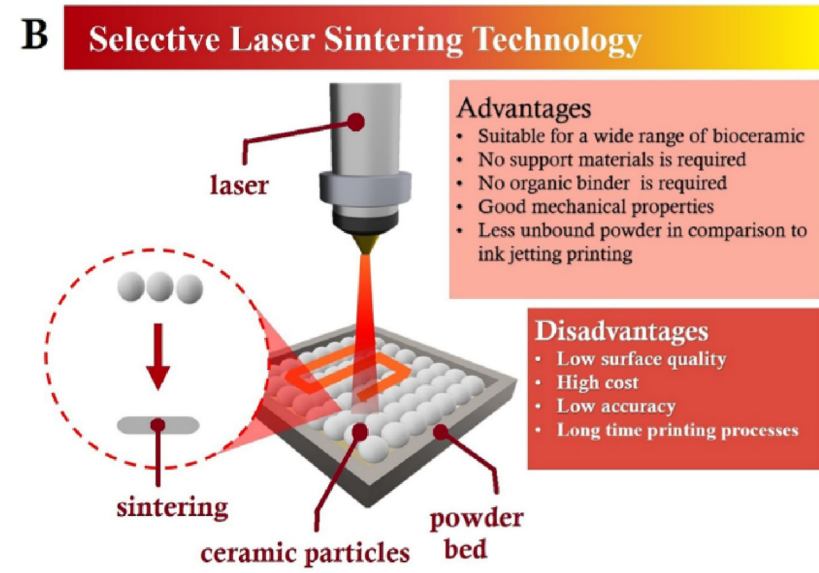 B
Selective Laser Sintering Technology
laser
Advantages
• Suitable for a wide range of bioceramic
• No support materials is required
• No organic binder is required
• Good mechanical properties
• Less unbound powder in comparison to
ink jetting printing
Disadvantages
• Low surface quality
• High cost
• Low accuracy
• Long time printing processes
sintering
ceramic particles
powder
bed